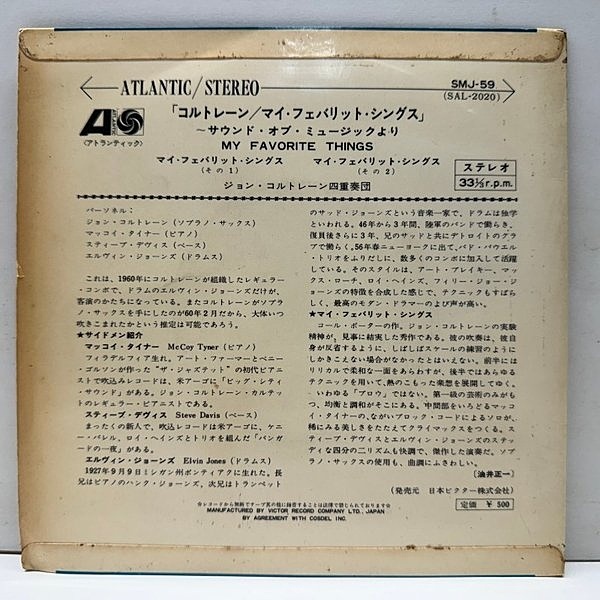 ATLANTIC/STEREO
SMJ-59
(SAL-2020)
ATLANTIC
〈アトランティック〉
「コルトレーン/マイ・フェバリット・シングス」
〜サウンド・オブ・ミュージックより
MY FAVORITE THINGS
マイ・フェバリット・シングス
(その1)
マイ・フェバリット・シングス
(その2)
ジョン・コルトレーン四重奏団
ステレオ
33⅓r.p.m.
パーソネル:
ジョン・コルトレーン(ソプラノ・サックス)
マッコイ・タイナー(ピアノ)
スティーブ・デヴィス(ベース)
エルヴィン・ジョーンズ(ドラムス)
これは、1960年にコルトレーンが組織したレギュラー
・コンボで、ドラムのエルヴィン・ジョーンズだけが、
客演のかたちになっている。またコルトレーンがソプラ
ノ・サックスを手にしたのが60年2月だから、大体いつ
吹きこまれたかという推定は可能であろう。
★サイドメン紹介
マッコイ・タイナー McCoy Tyner(ピアノ)
フィラデルフィア生れ。アート・ファーマーとベニー
・ゴルソンが作った“ザ・ジャズテット”の初代ピアニ
ストで吹込みレコードは、米アーゴに「ビッグ・シティ
・サウンド」がある。ジョン・コルトレーン・カルテッ
トのレギュラー・ピアニストである。
スティーブ・デヴィス Steve Davis(ベース)
まったくの新人で、吹込レコードは米アーゴに、ケニ
ー・バレル、ロイ・ヘインズとトリオを組んだ「バンガー
ドの一夜」がある。
エルヴィン・ジョーンズ Elvin Jones(ドラムス)
1927年9月9日ミシガン州ポンティアクに生れた。長
兄はピアノのハンク・ジョーンズ、次兄はトランペット
のサッド・ジョーンズという音楽一家で、ドラムは独学
といわれる。46年から3年間、陸軍のバンドで働らき、
復員後さらに3年、兄のサッドと共にデトロイトのグラ
ブで働らく。56年春ニューヨークに出て、バド・パウエル
・トリオをふりだしに、数多くのコンボに加入して活躍
している。そのスタイルは、アート・ブレイキー、マッ
クス・ローチ、ロイ・ヘインズ、フィリー・ジョー・ジョ
ーンズの特徴を合成した感じで、テクニックもすばら
しく、最高のモダン・ドラマーのよび声が高い。
★マイ・フェバリット・シングス
コール・ポーターの作。ジョン・コルトレーンの実験
精神が、見事に結実した秀作である。彼の吹奏は、彼自
身が反省するように、しばしばスケールの練習のように
しかきこえない場合がなかったとはいえない。前半には
リリカルで柔和な一面をあらわすが、後半ではあらゆる
テクニックを用いて、熱のこもった楽想を展開してゆく。
いわゆる「ブロウ」ではない。第一級の芸術のみがも
つ、均衡と調和がそこにある。中間部をいろどるマッコ
イ・タイナーの、ながいブロック・コードによるソロが、
稀にみる美しさをたたえてクライマックスをつくる。ス
ティーブ・デヴィスとエルヴィン・ジョーンズのステッ
ディな四分の二リズムも快調で、傑作した演奏だ。ソプ
ラノ・サックスの使用も、曲調にふさわしい。
〔油井正一〕
(発売元 日本ビクター株式会社)
☆レコードから無断でテープ其の他に録音することは法律で禁じられております☆
MANUFACTURED BY VICTOR RECORD COMPANY LTD., JAPAN
BY AGREEMENT WITH COSDEL INC.
定価 ¥500